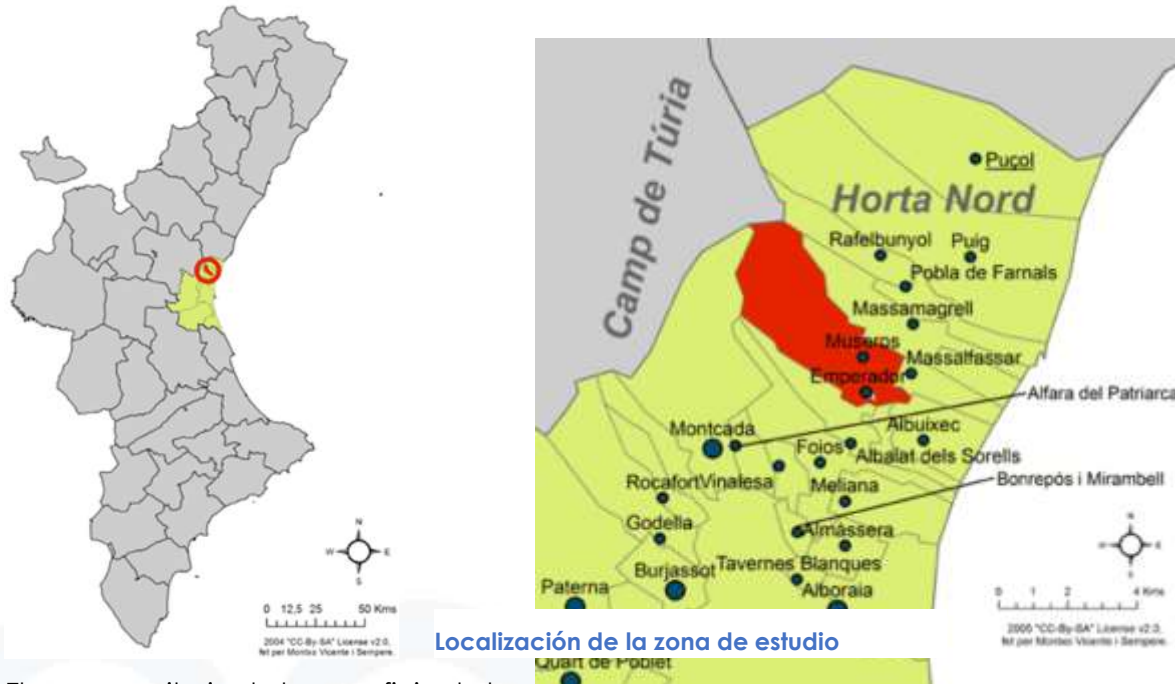 N
W E
S
0 12,5 25 50 Kms
2004 "CC-By-SA" License v2.0,
fet per Montxo Vicente i Sempere.
Camp de Túria
Horta Nord
Puçol
Rafelbunyol
Puig
Pobla de Farnals
Massamagrell
Museros
Massalfassar
Emperador
Alfara del Patriarca
Montcada
Albuixec
Foios
Albalat dels Sorells
Rocafort
Vinalesa
Meliana
Bonrepòs i Mirambell
Godella
Almàssera
Burjassot
Tavernes Blanques
Paterna
Alboraia
N
W E
S
0 1 2 4 Kms
2005 "CC-By-SA" License v2.0,
fet per Montxo Vicente i Sempere.
Localización de la zona de estudio
Quart de Poblet